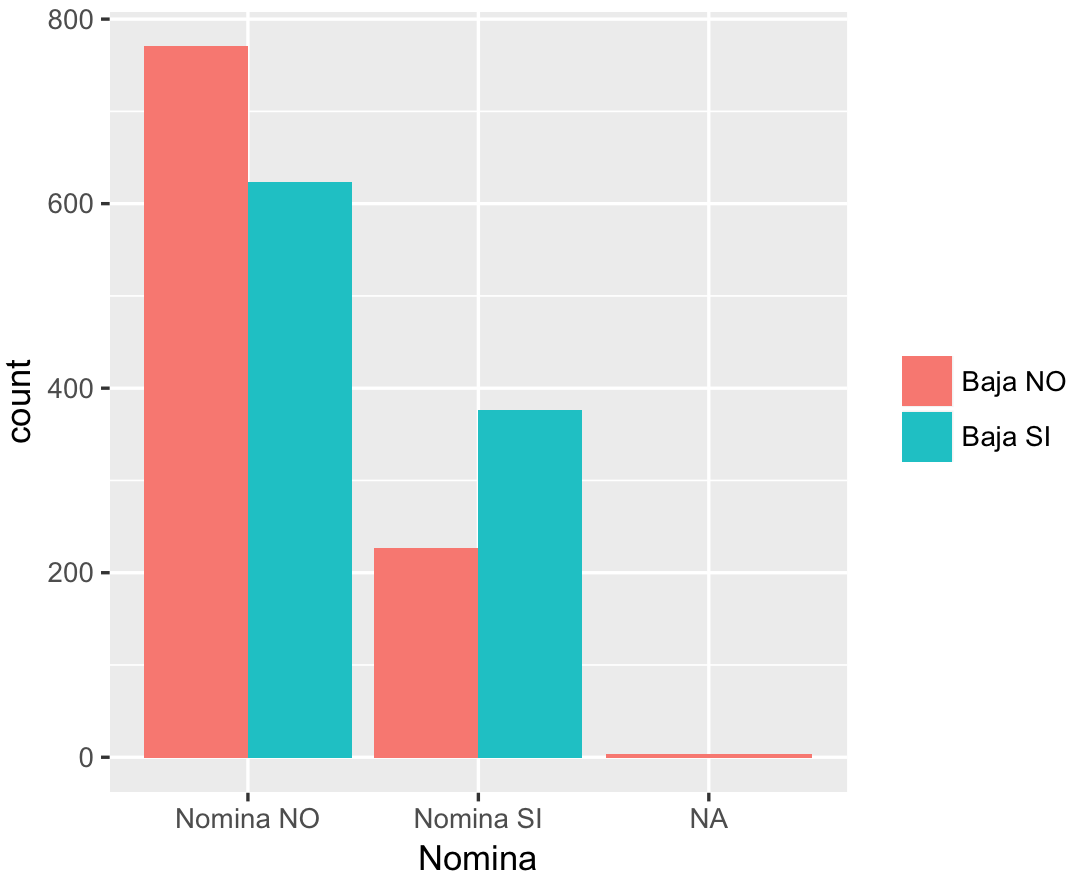 800
600
400
200
0
count
Nomina NO
Nomina SI
NA
Nomina
Baja NO
Baja SI